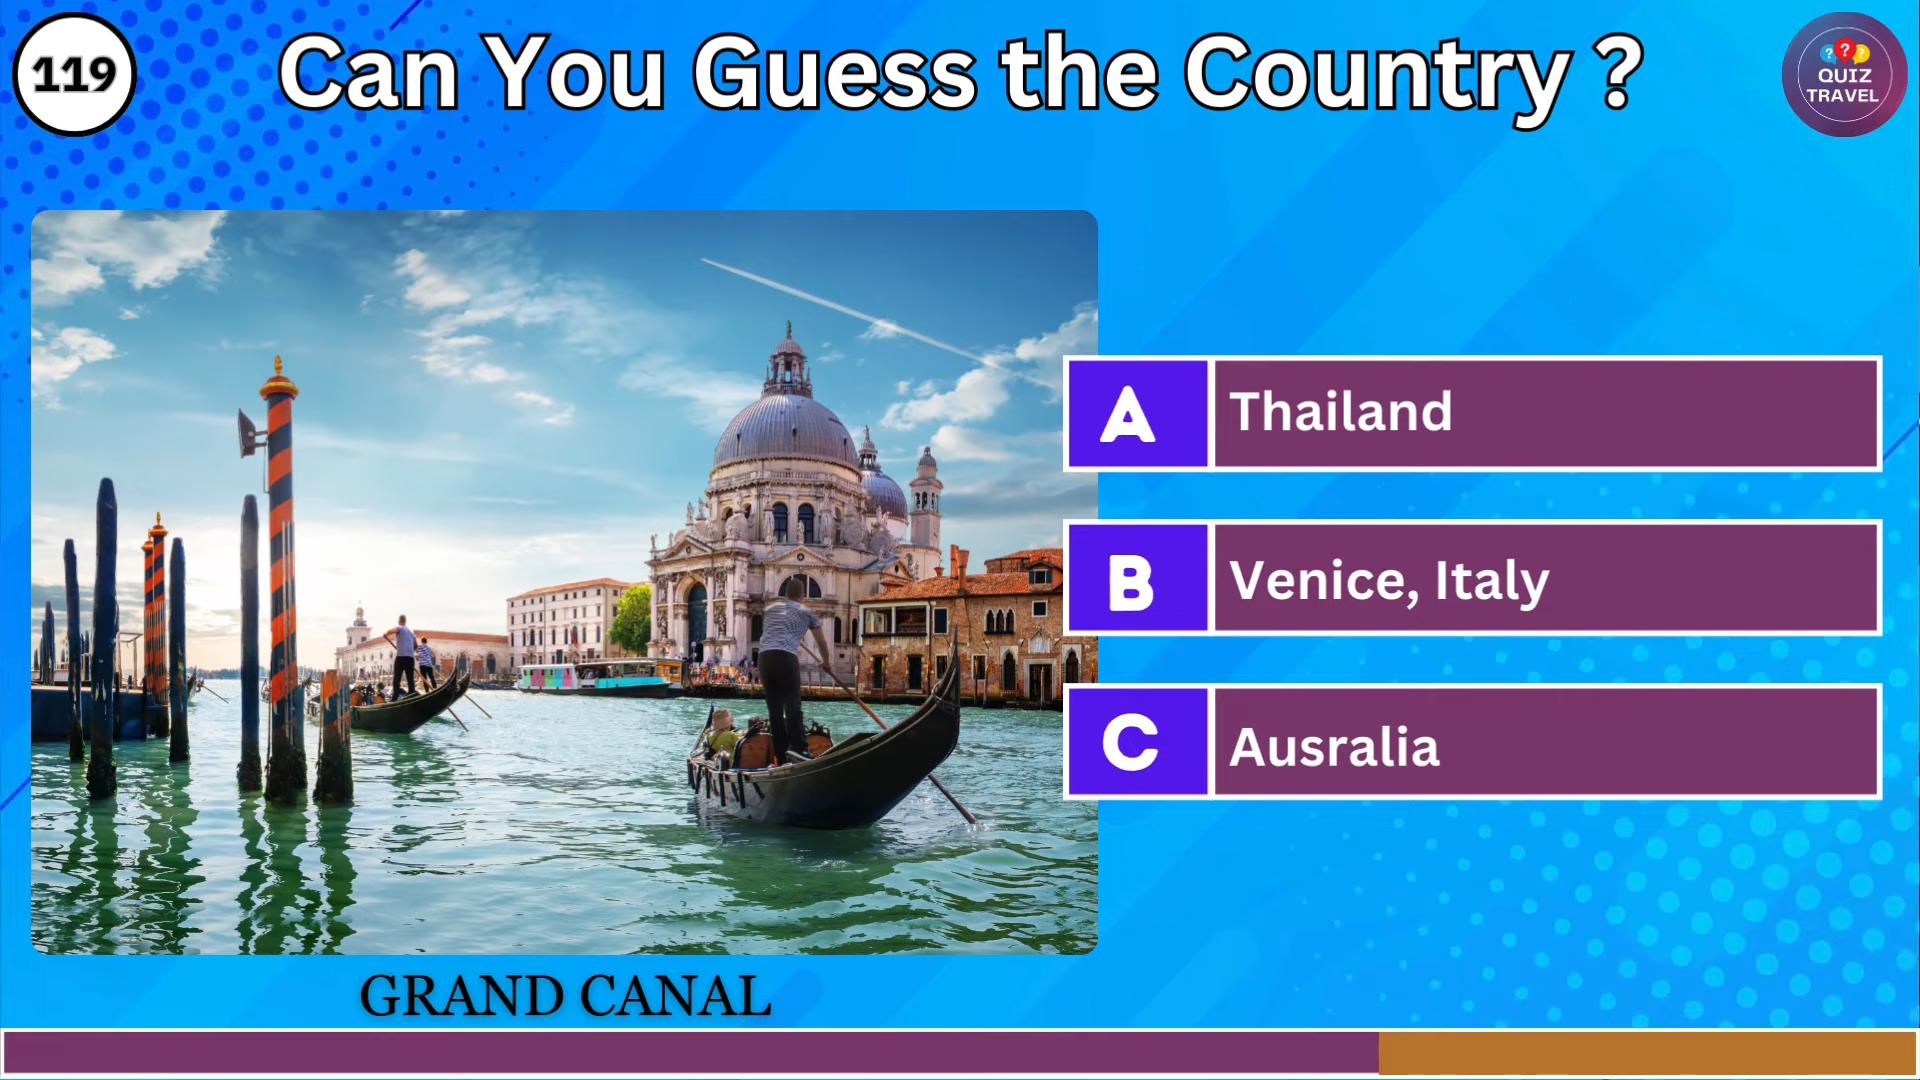 119
Can You Guess the Country ?
? ? ?
QUIZ
TRAVEL
A Thailand
B Venice, Italy
C Ausralia
GRAND CANAL